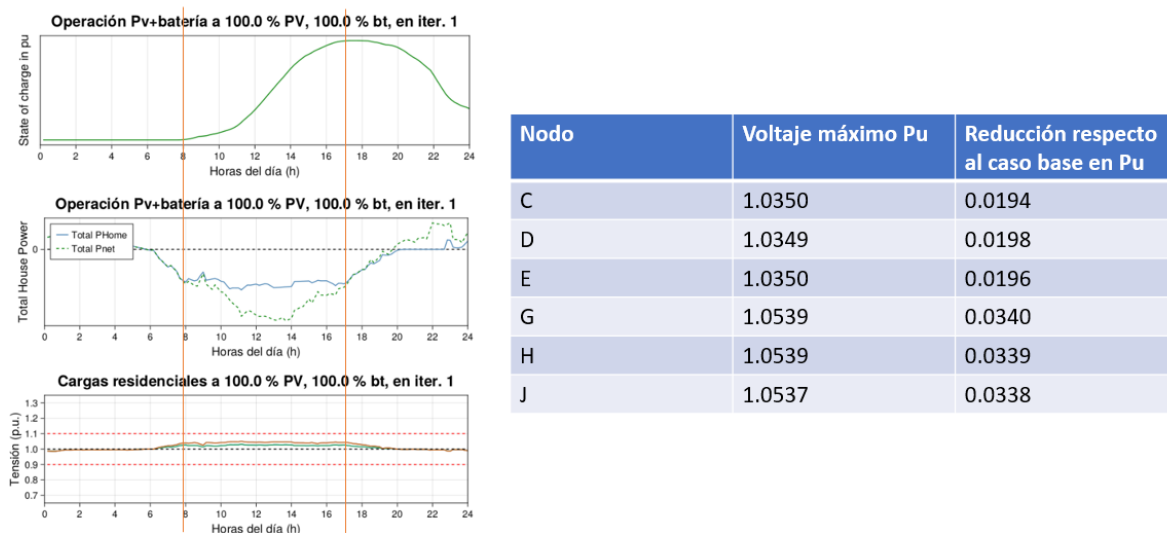 Operación Pv+batería a 100.0 % PV, 100.0 % bt, en iter. 1
State of charge in pu
0 2 4 6 8 10 12 14 16 18 20 22 24
Horas del día (h)
Operación Pv+batería a 100.0 % PV, 100.0 % bt, en iter. 1
Total House Power
0
Total PHome
Total Pnet
0 2 4 6 8 10 12 14 16 18 20 22 24
Horas del día (h)
Cargas residenciales a 100.0 % PV, 100.0 % bt, en iter. 1
Tensión (p.u.)
1.3
1.2
1.1
1.0
0.9
0.8
0.7
0 2 4 6 8 10 12 14 16 18 20 22 24
Horas del día (h)
Nodo Voltaje máximo Pu Reducción respecto
al caso base en Pu
C 1.0350 0.0194
D 1.0349 0.0198
E 1.0350 0.0196
G 1.0539 0.0340
H 1.0539 0.0339
J 1.0537 0.0338